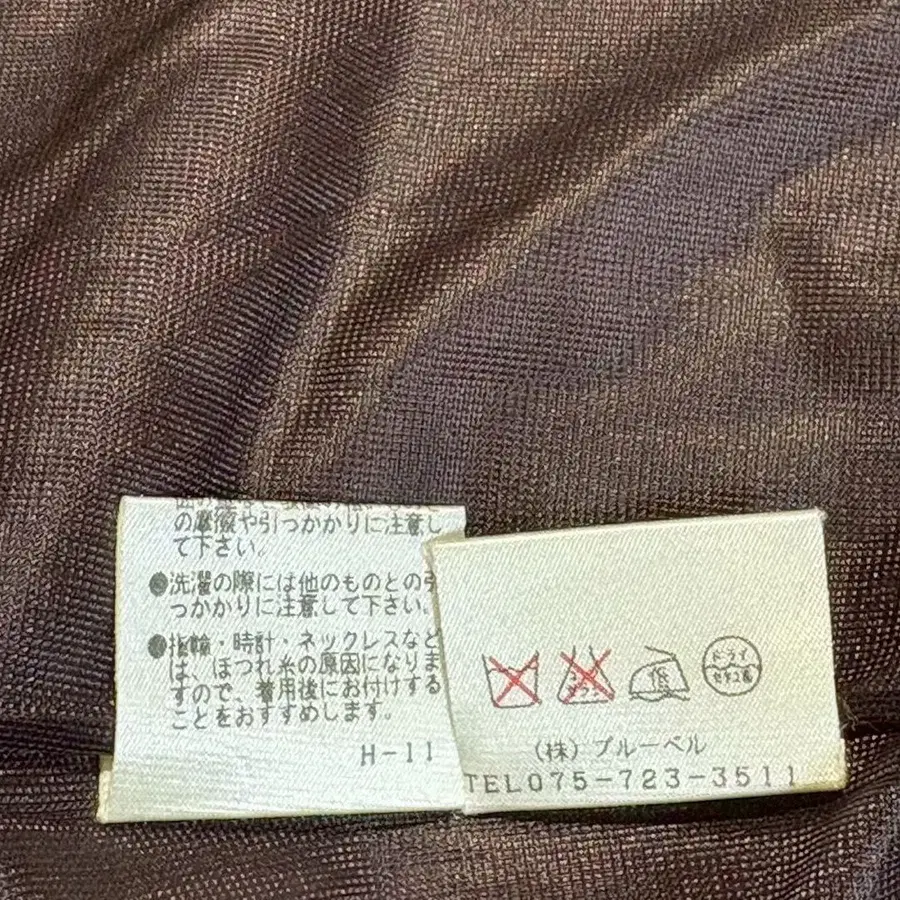 の摩擦や引っかかりに注意し
て下さい。
●洗濯の際には他のものとの引
っかかりに注意して下さい。
●指輪・時計・ネックレスなど
は、ほつれ糸の原因になりま
すので、着用後にお付けする
ことをおすすめします。
H-11
低
ドライ
セキユ系
(株)ブルーベル
TEL075-723-3511